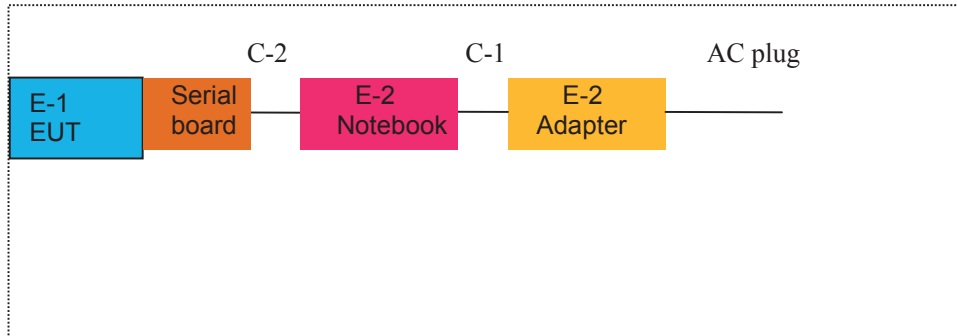 C-2
C-1
AC plug
E-1
EUT
Serial
board
E-2
Notebook
E-2
Adapter